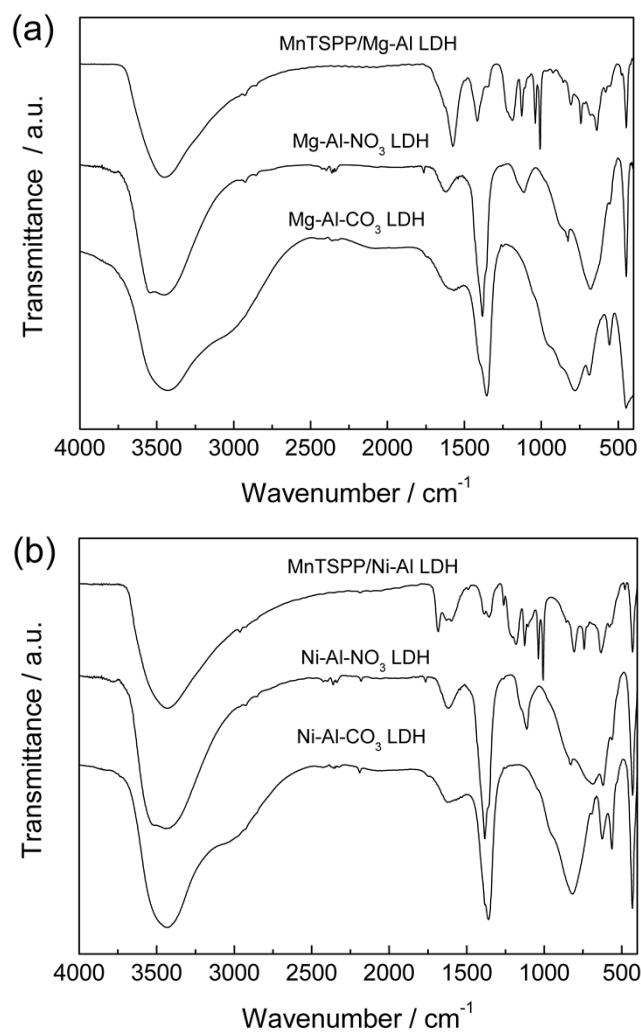 (a)
MnTSPP/Mg-Al LDH
Mg-Al-NO₃ LDH
Mg-Al-CO₃ LDH
Transmittance / a.u.
4000 3500 3000 2500 2000 1500 1000 500
Wavenumber / cm⁻¹
(b)
MnTSPP/Ni-Al LDH
Ni-Al-NO₃ LDH
Ni-Al-CO₃ LDH
Transmittance / a.u.
4000 3500 3000 2500 2000 1500 1000 500
Wavenumber / cm⁻¹